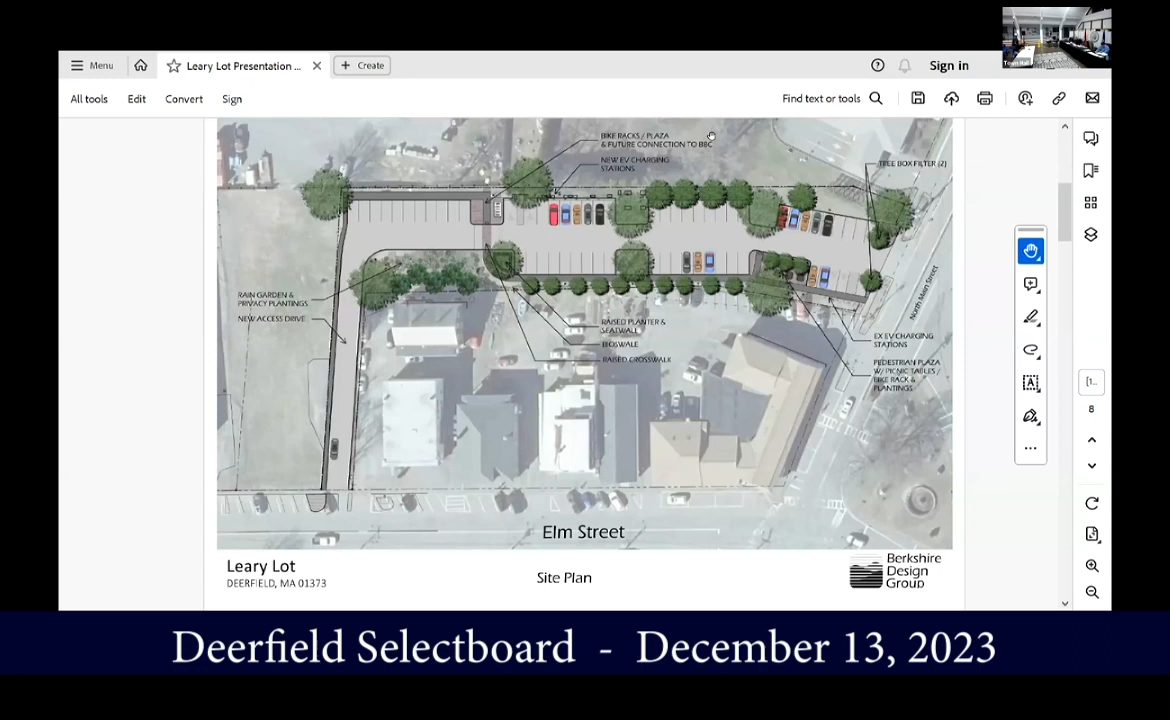 Town Hall
Menu
Leary Lot Presentation ...
Create
Sign in
All tools
Edit
Convert
Sign
Find text or tools
BIKE RACKS / PLAZA
& FUTURE CONNECTION TO BBC
NEW EV CHARGING
STATIONS
TREE BOX FILTER (2)
North Main Street
RAIN GARDEN &
PRIVACY PLANTINGS
NEW ACCESS DRIVE
RAISED PLANTER &
SEATWALL
BIOSWALE
RAISED CROSSWALK
EX EV CHARGING
STATIONS
PEDESTRIAN PLAZA
W/ PICNIC TABLES /
BIKE RACK &
PLANTINGS
[1...
8
Elm Street
Leary Lot
DEERFIELD, MA 01373
Site Plan
Berkshire
Design
Group
Deerfield Selectboard - December 13, 2023